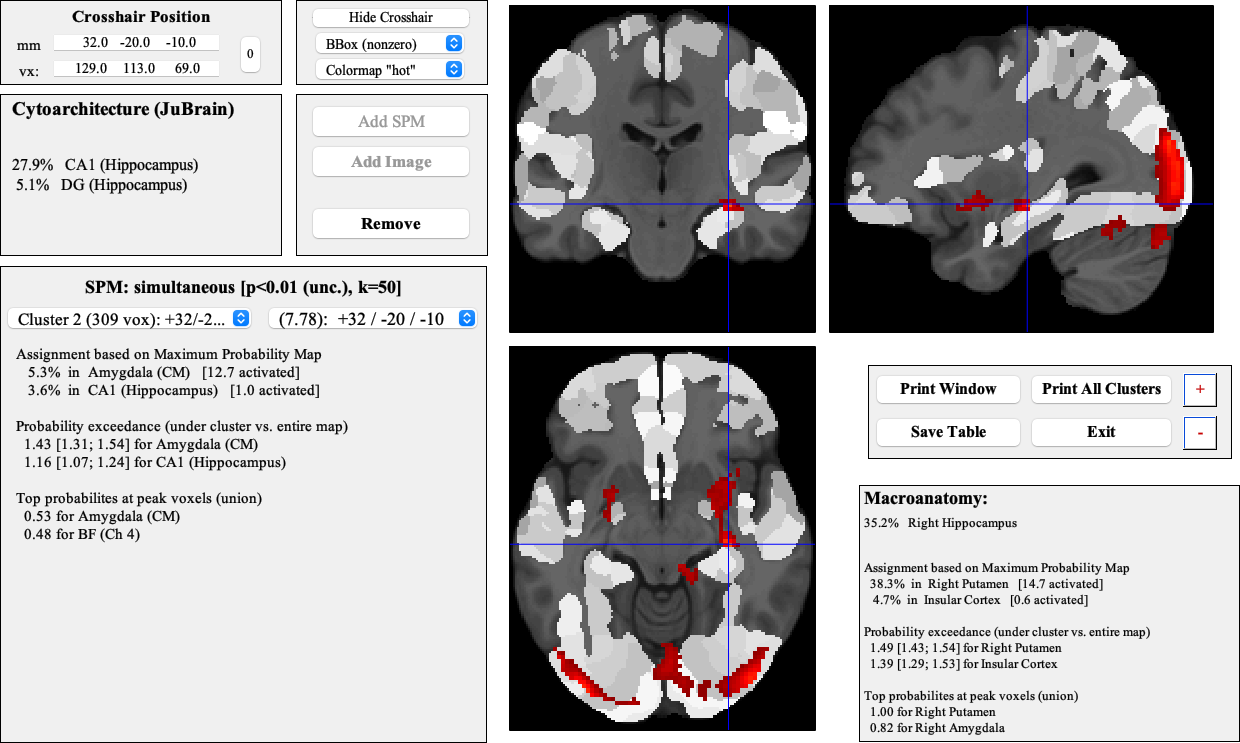 Crosshair Position
mm 32.0 -20.0 -10.0
vx: 129.0 113.0 69.0
0
Hide Crosshair
BBox (nonzero)
Colormap "hot"
Cytoarchitecture (JuBrain)
27.9% CA1 (Hippocampus)
5.1% DG (Hippocampus)
Add SPM
Add Image
Remove
SPM: simultaneous [p<0.01 (unc.), k=50]
Cluster 2 (309 vox): +32/-2... (7.78): +32 / -20 / -10
Assignment based on Maximum Probability Map
5.3% in Amygdala (CM) [12.7 activated]
3.6% in CA1 (Hippocampus) [1.0 activated]
Probability exceedance (under cluster vs. entire map)
1.43 [1.31; 1.54] for Amygdala (CM)
1.16 [1.07; 1.24] for CA1 (Hippocampus)
Top probabilites at peak voxels (union)
0.53 for Amygdala (CM)
0.48 for BF (Ch 4)
Print Window Print All Clusters +
Save Table Exit -
Macroanatomy:
35.2% Right Hippocampus
Assignment based on Maximum Probability Map
38.3% in Right Putamen [14.7 activated]
4.7% in Insular Cortex [0.6 activated]
Probability exceedance (under cluster vs. entire map)
1.49 [1.43; 1.54] for Right Putamen
1.39 [1.29; 1.53] for Insular Cortex
Top probabilites at peak voxels (union)
1.00 for Right Putamen
0.82 for Right Amygdala